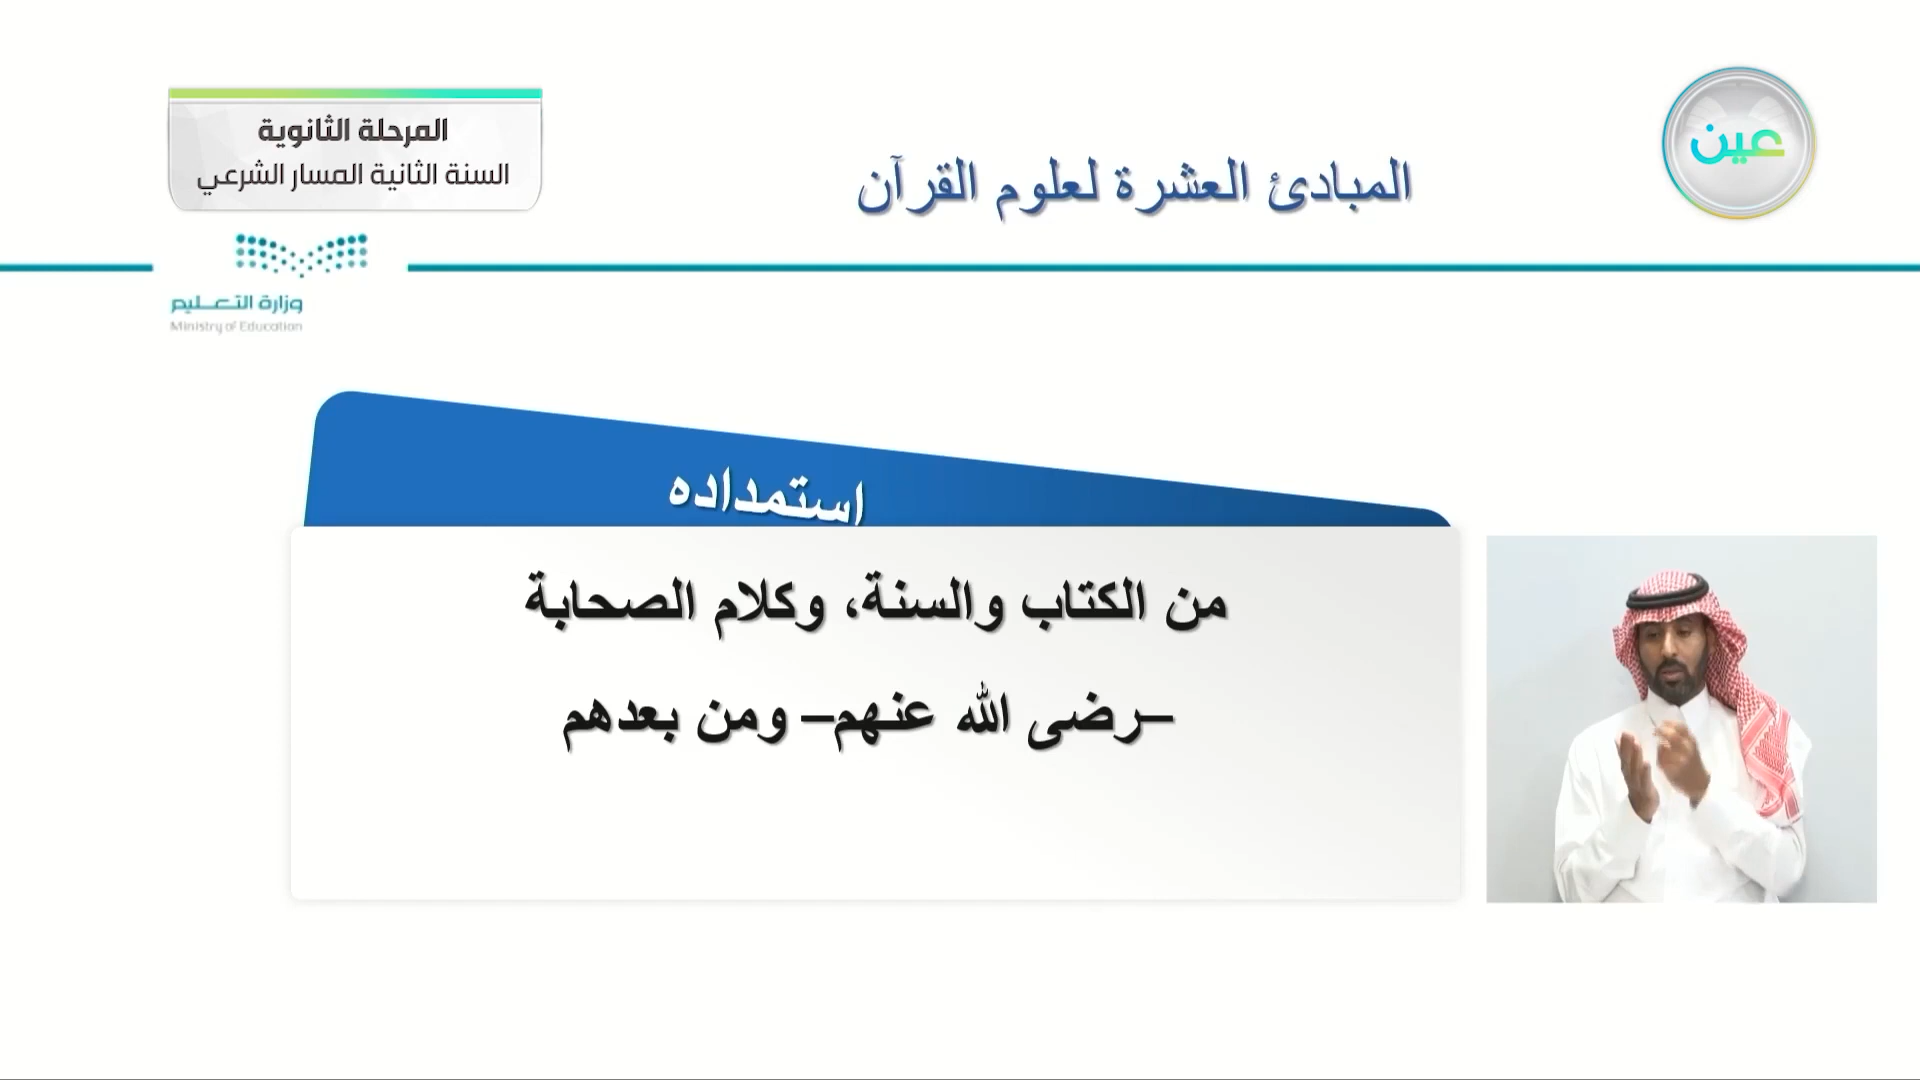 عين
المرحلة الثانوية
السنة الثانية المسار الشرعي
المبادئ العشرة لعلوم القرآن
وزارة التعليم
Ministry of Education
استمداده
من الكتاب والسنة، وكلام الصحابة
–رضى الله عنهم– ومن بعدهم